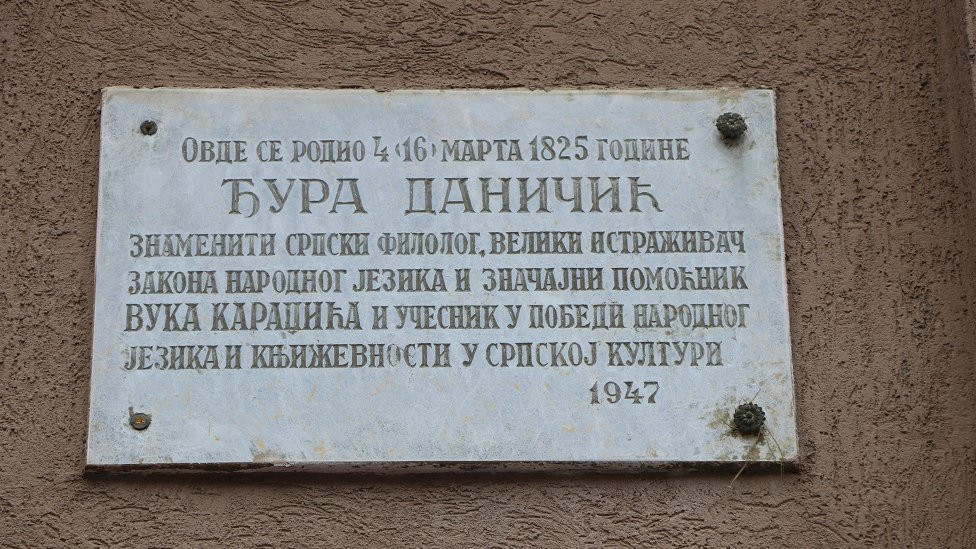 ОВДЕ СЕ РОДИО 4 (16) МАРТА 1825 ГОДИНЕ
ЂУРА ДАНИЧИЋ
ЗНАМЕНИТИ СРПСКИ ФИЛОЛОГ, ВЕЛИКИ ИСТРАЖИВАЧ
ЗАКОНА НАРОДНОГ ЈЕЗИКА И ЗНАЧАЈНИ ПОМОЋНИК
ВУКА КАРАЏИЋА И УЧЕСНИК У ПОБЕДИ НАРОДНОГ
ЈЕЗИКА И КЊИЖЕВНОСТИ У СРПСКОЈ КУЛТУРИ
1947